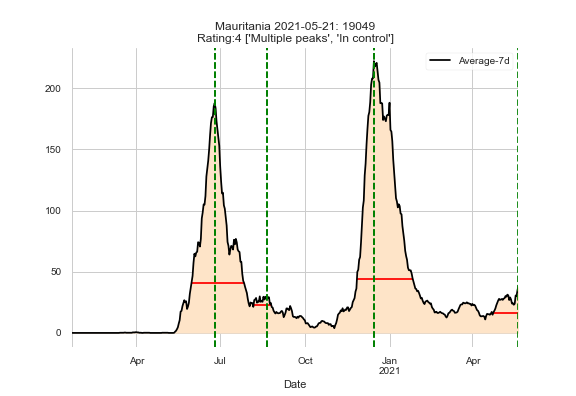 Mauritania 2021-05-21: 19049
Rating:4 ['Multiple peaks', 'In control']
Average-7d
200
150
100
50
0
Apr Jul Oct Jan Apr
2021
Date